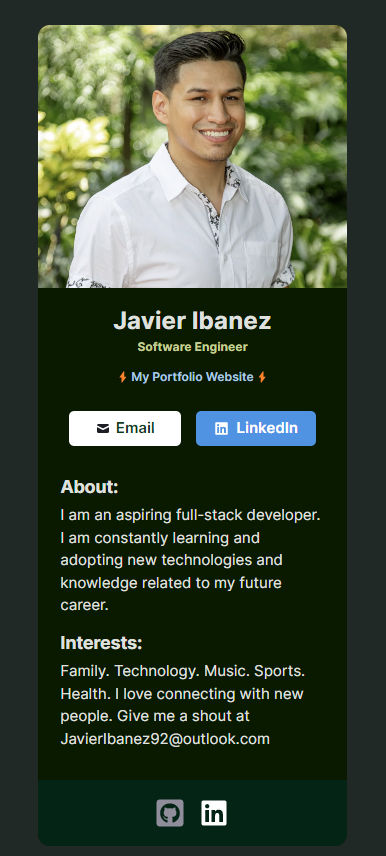 Javier Ibanez
Software Engineer
My Portfolio Website
Email
LinkedIn
About:
I am an aspiring full-stack developer.
I am constantly learning and
adopting new technologies and
knowledge related to my future
career.
Interests:
Family. Technology. Music. Sports.
Health. I love connecting with new
people. Give me a shout at
JavierIbanez92@outlook.com